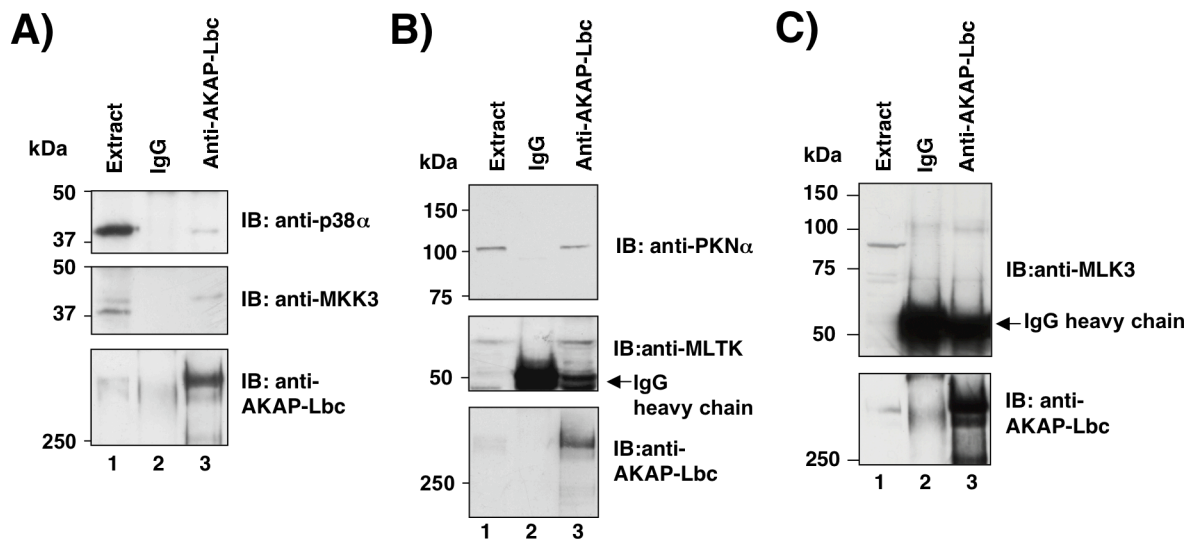 A)
kDa
Extract
IgG
Anti-AKAP-Lbc
50
37
IB: anti-p38α
50
37
IB: anti-MKK3
250
IB: anti-
AKAP-Lbc
1 2 3
B)
kDa
Extract
IgG
Anti-AKAP-Lbc
150
100
75
IB: anti-PKNα
50
IB:anti-MLTK
IgG
heavy chain
250
IB:anti-
AKAP-Lbc
1 2 3
C)
kDa
Extract
IgG
Anti-AKAP-Lbc
150
100
75
50
IB:anti-MLK3
IgG heavy chain
250
IB: anti-
AKAP-Lbc
1 2 3